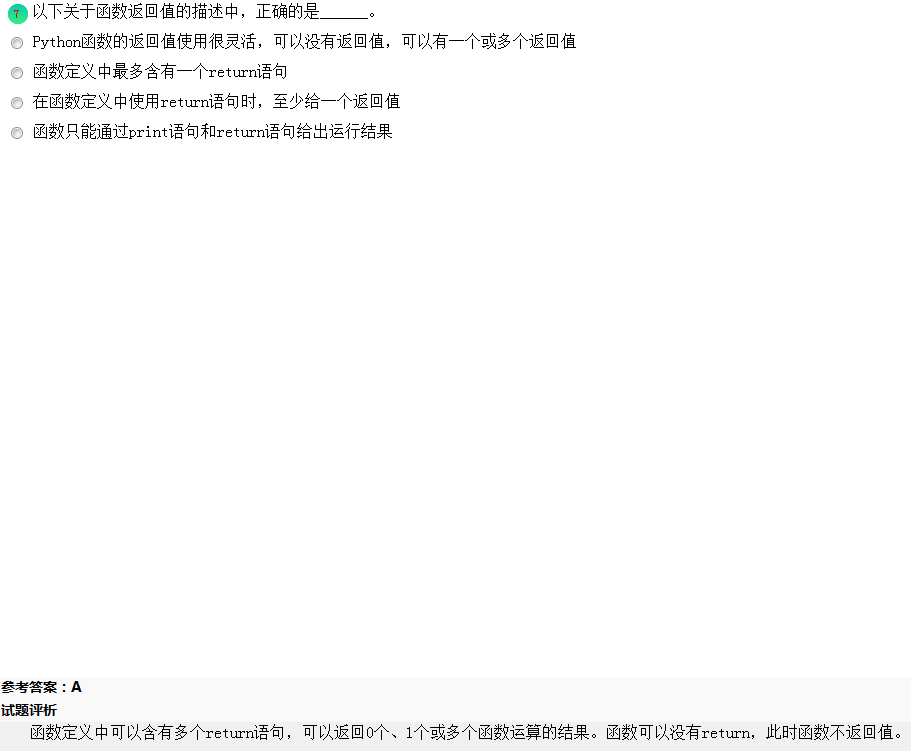 7 以下关于函数返回值的描述中，正确的是______。
Python函数的返回值使用很灵活，可以没有返回值，可以有一个或多个返回值
函数定义中最多含有一个return语句
在函数定义中使用return语句时，至少给一个返回值
函数只能通过print语句和return语句给出运行结果
参考答案：A
试题评析
函数定义中可以含有多个return语句，可以返回0个、1个或多个函数运算的结果。函数可以没有return，此时函数不返回值。